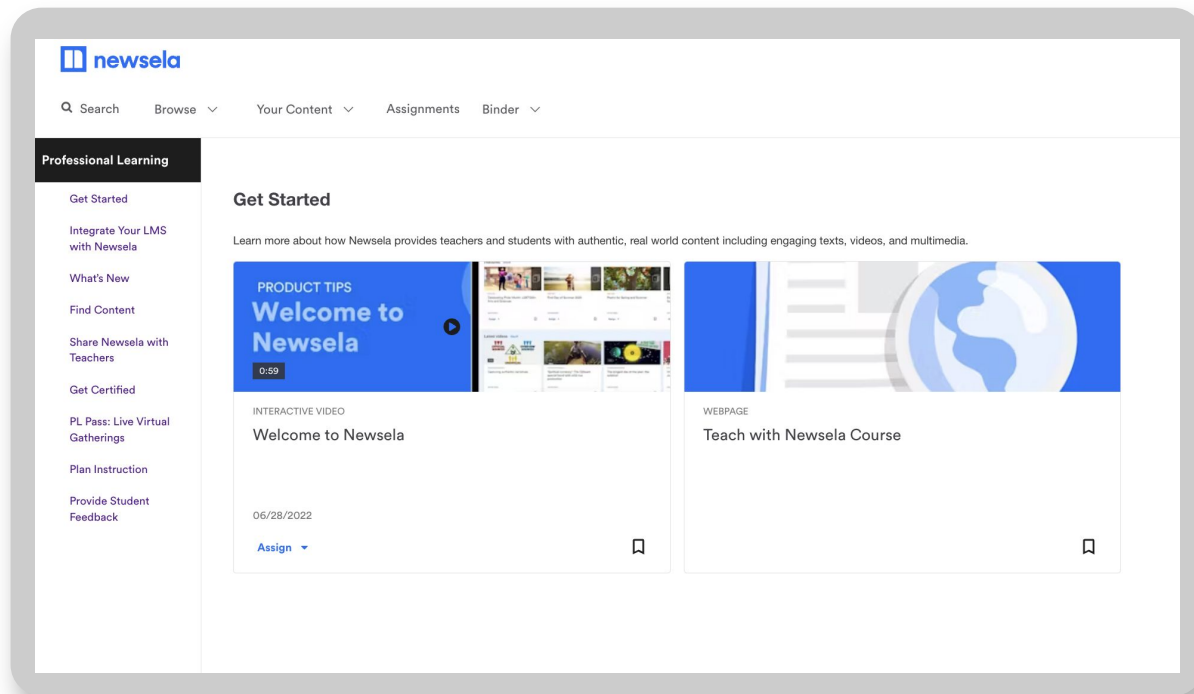 newsela
Search Browse Your Content Assignments Binder
Professional Learning
Get Started
Integrate Your LMS
with Newsela
What's New
Find Content
Share Newsela with
Teachers
Get Certified
PL Pass: Live Virtual
Gatherings
Plan Instruction
Provide Student
Feedback
Get Started
Learn more about how Newsela provides teachers and students with authentic, real world content including engaging texts, videos, and multimedia.
PRODUCT TIPS
Welcome to
Newsela
0:59
INTERACTIVE VIDEO
Welcome to Newsela
06/28/2022
Assign
WEBPAGE
Teach with Newsela Course